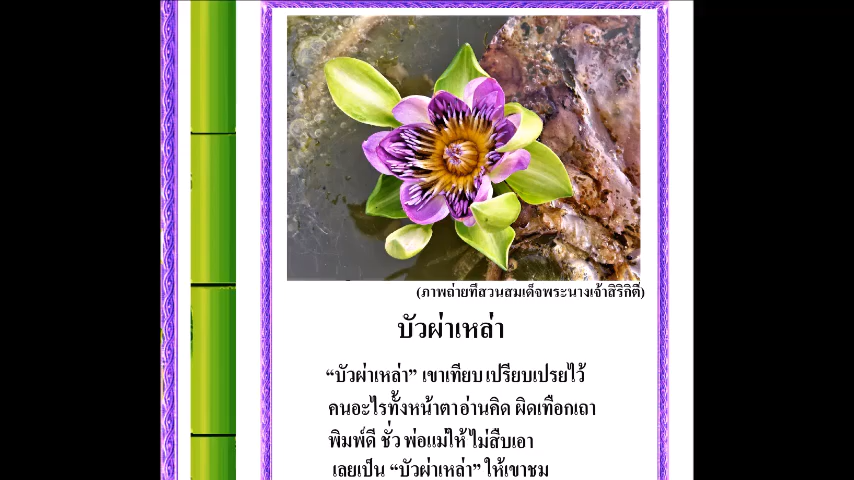 (ภาพถ่ายที่สวนสมเด็จพระนางเจ้าสิริกิติ์)
บัวผ่าเหล่า
“บัวผ่าเหล่า” เขาเทียบ เปรียบเปรยไว้
คนอะไรทั้งหน้าตา อ่านคิด ผิดเทือกเถา
พิมพ์ดี ชั่ว พ่อแม่ให้ ไม่สืบเอา
เลยเป็น “บัวผ่าเหล่า” ให้เขาชม